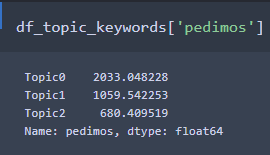 df_topic_keywords['pedimos']
Topic0    2033.048228
Topic1    1059.542253
Topic2     680.409519
Name: pedimos, dtype: float64